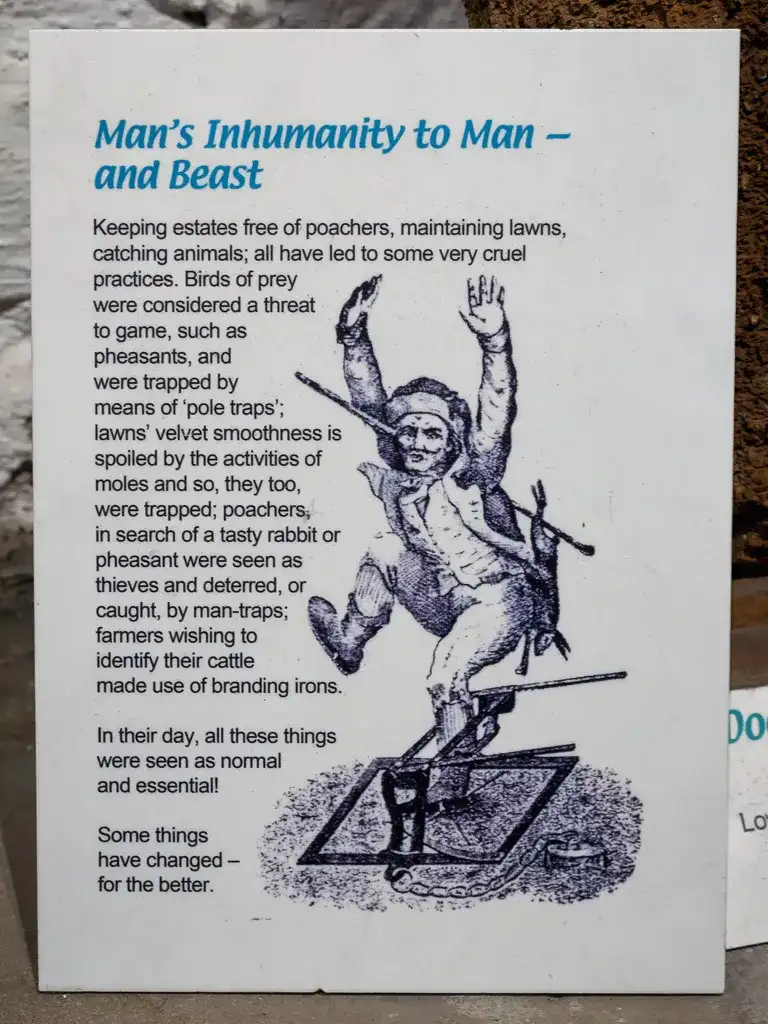 Man's Inhumanity to Man –
and Beast
Keeping estates free of poachers, maintaining lawns,
catching animals; all have led to some very cruel
practices. Birds of prey
were considered a threat
to game, such as
pheasants, and
were trapped by
means of ‘pole traps’;
lawns’ velvet smoothness is
spoiled by the activities of
moles and so, they too,
were trapped; poachers,
in search of a tasty rabbit or
pheasant were seen as
thieves and deterred, or
caught, by man-traps;
farmers wishing to
identify their cattle
made use of branding irons.
In their day, all these things
were seen as normal
and essential!
Some things
have changed –
for the better.